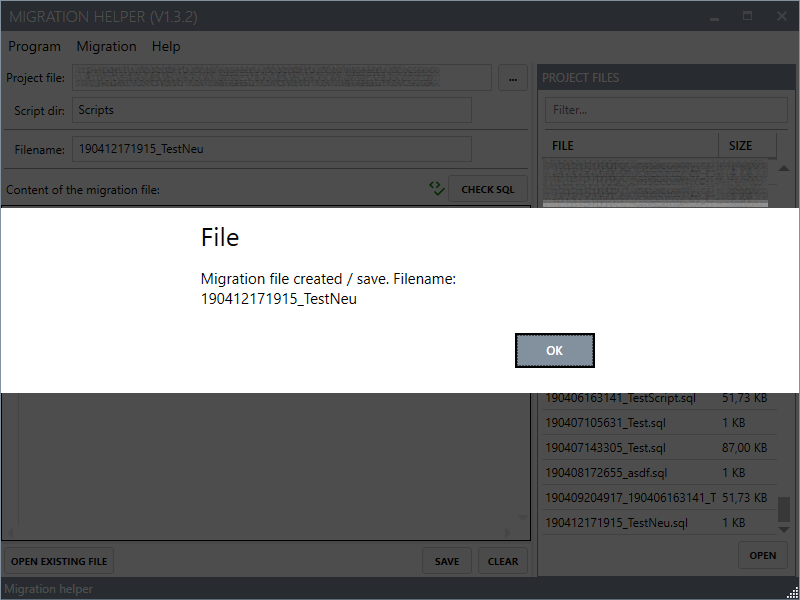 MIGRATION HELPER (V1.3.2)
Program Migration Help
Project file:
...
Script dir: Scripts
Filename: 190412171915_TestNeu
Content of the migration file:
CHECK SQL
PROJECT FILES
Filter...
FILE SIZE
File
Migration file created / save. Filename:
190412171915_TestNeu
OK
190406163141_TestScript.sql 51,73 KB
190407105631_Test.sql 1 KB
190407143305_Test.sql 87,00 KB
190408172655_asdf.sql 1 KB
190409204917_190406163141_T 51,73 KB
190412171915_TestNeu.sql 1 KB
OPEN EXISTING FILE
SAVE
CLEAR
OPEN
Migration helper